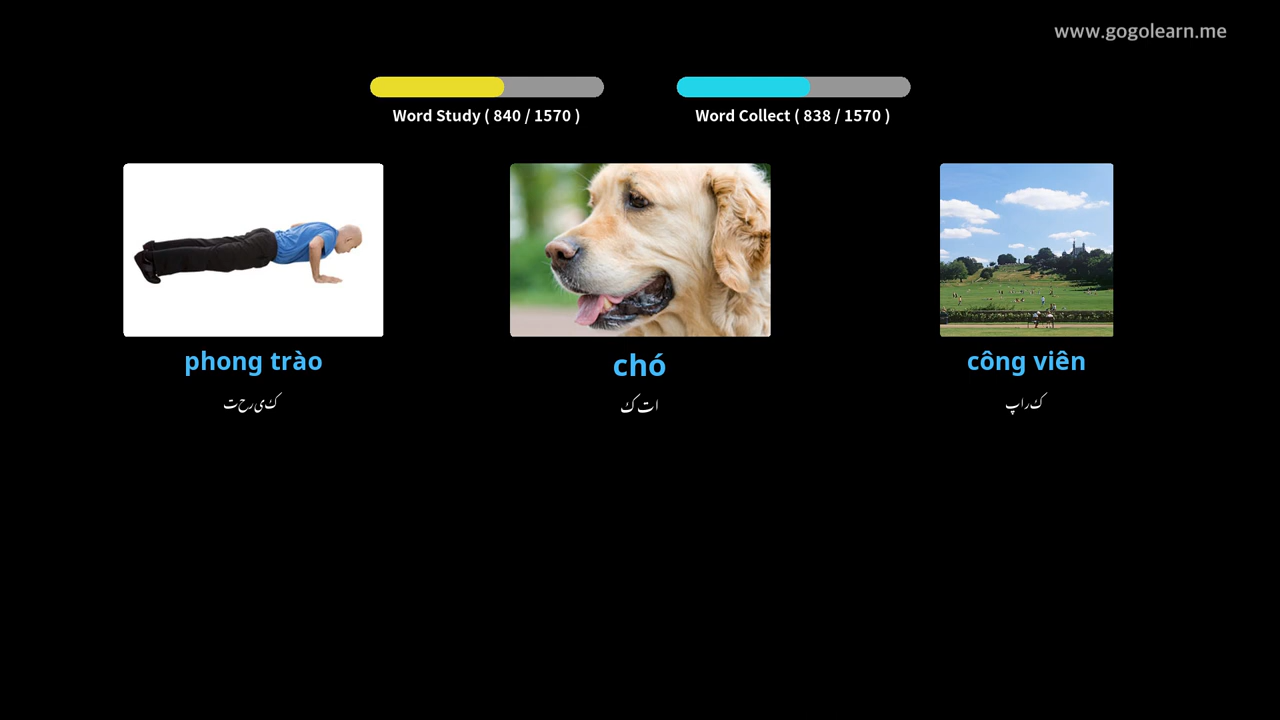 www.gogolearn.me
Word Study ( 840 / 1570 )
Word Collect ( 838 / 1570 )
phong trào
chó
công viên
کیرحت
اتک
کراپ